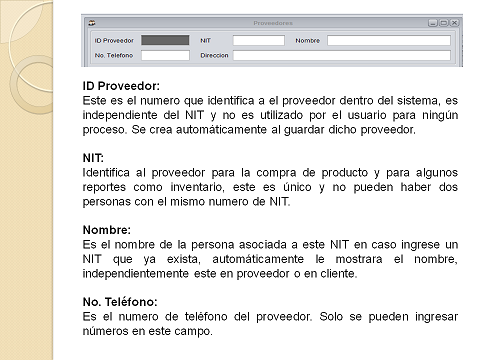 Proveedores
ID Proveedor NIT Nombre
No. Telefono Direccion
ID Proveedor:
Este es el numero que identifica a el proveedor dentro del sistema, es
independiente del NIT y no es utilizado por el usuario para ningún
proceso. Se crea automáticamente al guardar dicho proveedor.
NIT:
Identifica al proveedor para la compra de producto y para algunos
reportes como inventario, este es único y no pueden haber dos
personas con el mismo numero de NIT.
Nombre:
Es el nombre de la persona asociada a este NIT en caso ingrese un
NIT que ya exista, automáticamente le mostrara el nombre,
independientemente este en proveedor o en cliente.
No. Teléfono:
Es el numero de teléfono del proveedor. Solo se pueden ingresar
números en este campo.